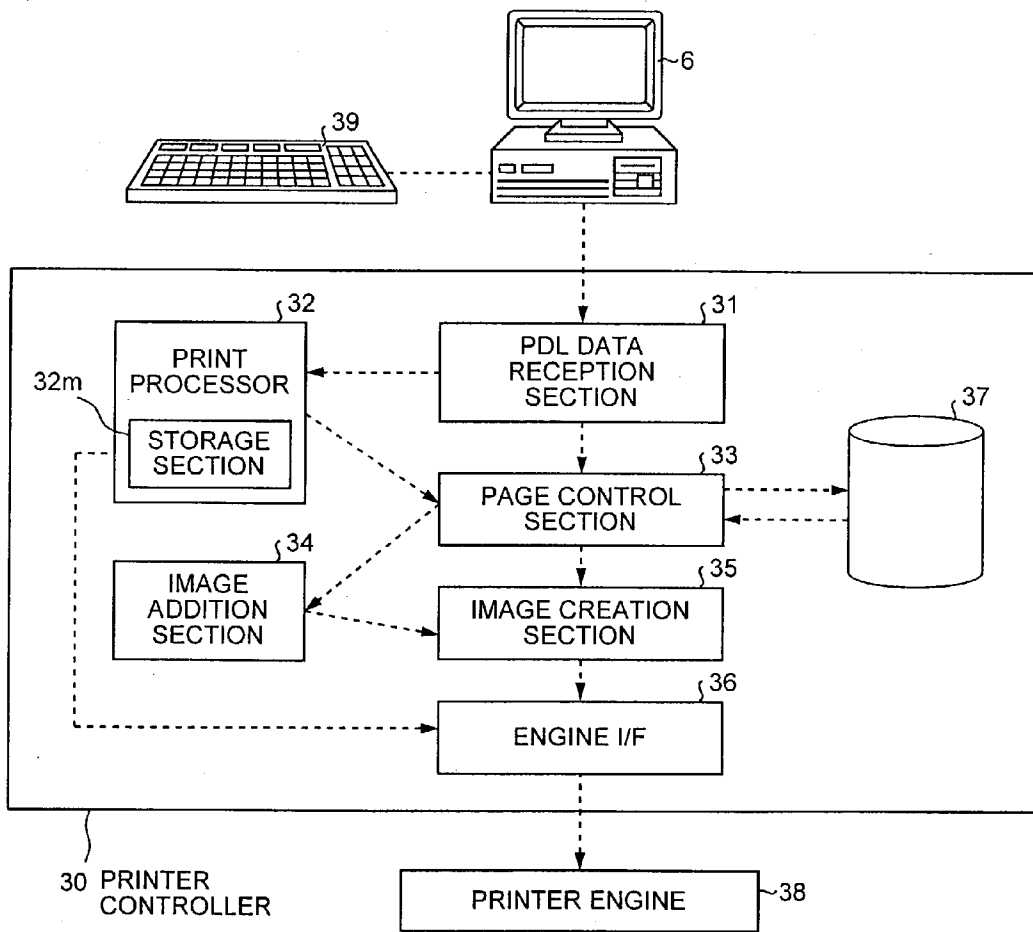 6
39
32
PRINT
PROCESSOR
32m
STORAGE
SECTION
31
PDL DATA
RECEPTION
SECTION
37
33
PAGE CONTROL
SECTION
34
IMAGE
ADDITION
SECTION
35
IMAGE CREATION
SECTION
36
ENGINE I/F
30 PRINTER
CONTROLLER
PRINTER ENGINE
38